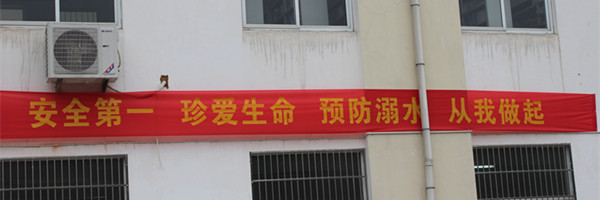 安全第一 珍爱生命 预防溺水 从我做起